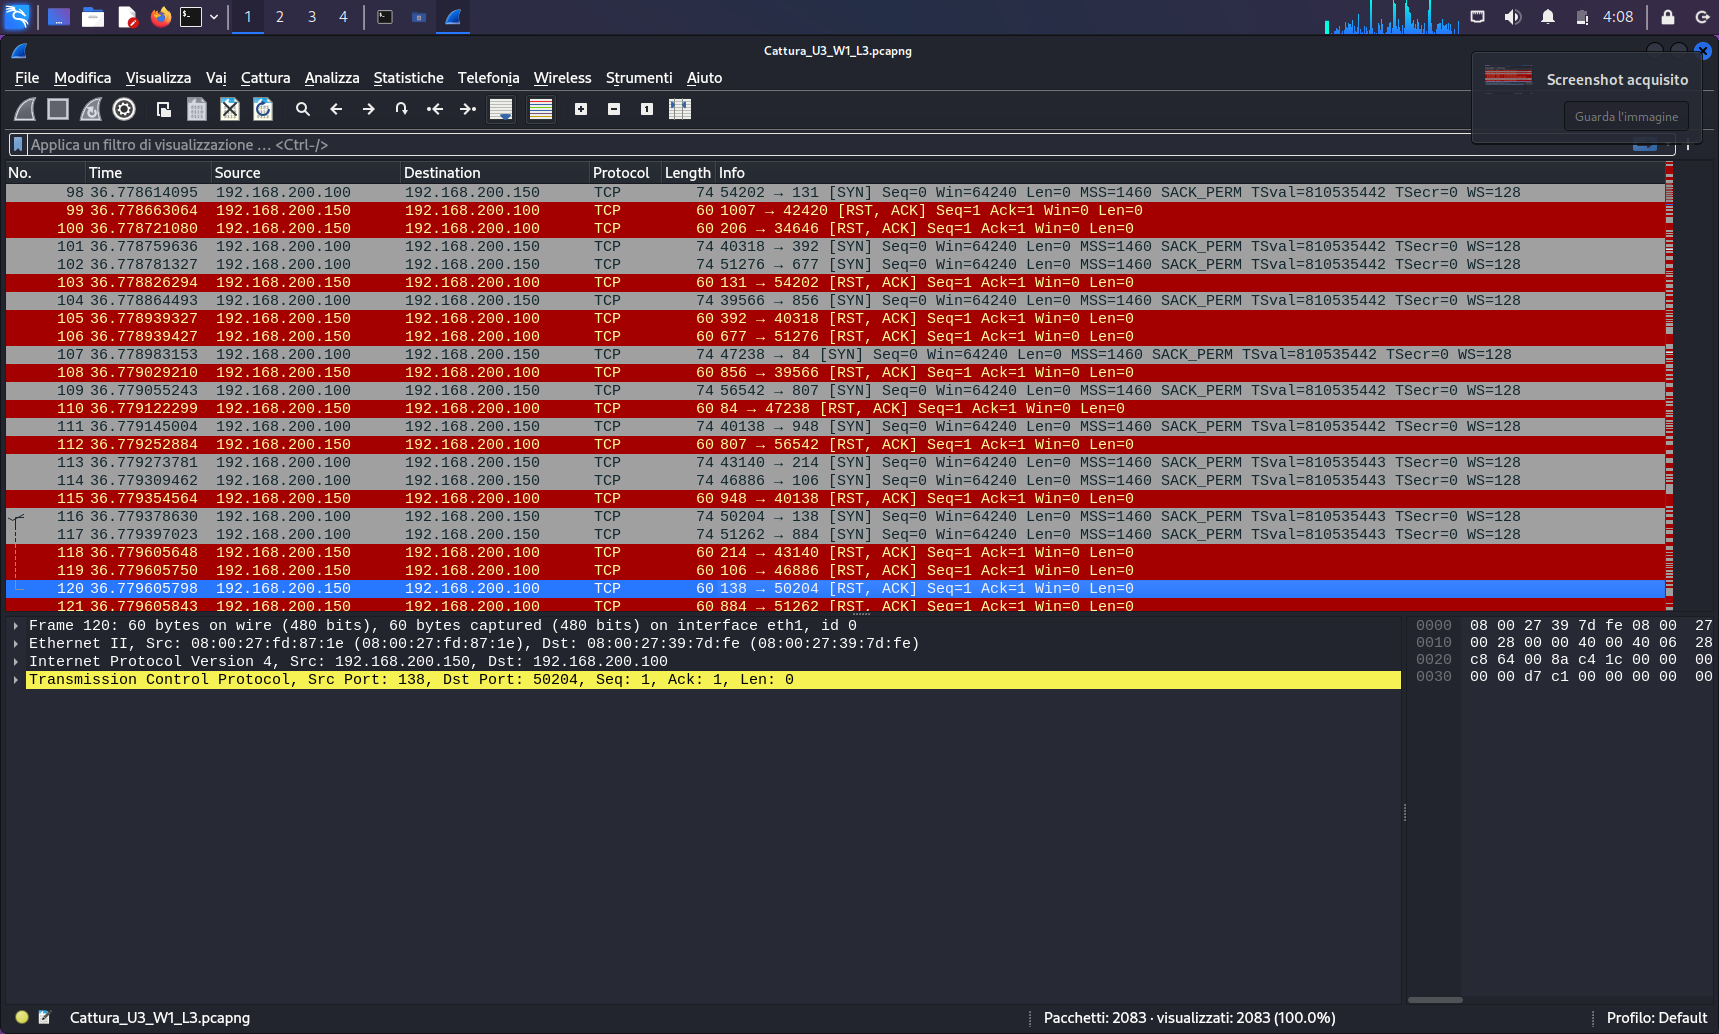 1 2 3 4 4:08
Cattura_U3_W1_L3.pcapng
File Modifica Visualizza Vai Cattura Analizza Statistiche Telefonia Wireless Strumenti Aiuto
Screenshot acquisito
Guarda l'immagine
Applica un filtro di visualizzazione … <Ctrl-/>
No. Time Source Destination Protocol Length Info
98 36.778614095 192.168.200.100 192.168.200.150 TCP 74 54202 → 131 [SYN] Seq=0 Win=64240 Len=0 MSS=1460 SACK_PERM TSval=810535442 TSecr=0 WS=128
99 36.778663064 192.168.200.150 192.168.200.100 TCP 60 1007 → 42420 [RST, ACK] Seq=1 Ack=1 Win=0 Len=0
100 36.778721080 192.168.200.150 192.168.200.100 TCP 60 206 → 34646 [RST, ACK] Seq=1 Ack=1 Win=0 Len=0
101 36.778759636 192.168.200.100 192.168.200.150 TCP 74 40318 → 392 [SYN] Seq=0 Win=64240 Len=0 MSS=1460 SACK_PERM TSval=810535442 TSecr=0 WS=128
102 36.778781327 192.168.200.100 192.168.200.150 TCP 74 51276 → 677 [SYN] Seq=0 Win=64240 Len=0 MSS=1460 SACK_PERM TSval=810535442 TSecr=0 WS=128
103 36.778826294 192.168.200.150 192.168.200.100 TCP 60 131 → 54202 [RST, ACK] Seq=1 Ack=1 Win=0 Len=0
104 36.778864493 192.168.200.100 192.168.200.150 TCP 74 39566 → 856 [SYN] Seq=0 Win=64240 Len=0 MSS=1460 SACK_PERM TSval=810535442 TSecr=0 WS=128
105 36.778939327 192.168.200.150 192.168.200.100 TCP 60 392 → 40318 [RST, ACK] Seq=1 Ack=1 Win=0 Len=0
106 36.778939427 192.168.200.150 192.168.200.100 TCP 60 677 → 51276 [RST, ACK] Seq=1 Ack=1 Win=0 Len=0
107 36.778983153 192.168.200.100 192.168.200.150 TCP 74 47238 → 84 [SYN] Seq=0 Win=64240 Len=0 MSS=1460 SACK_PERM TSval=810535442 TSecr=0 WS=128
108 36.779029210 192.168.200.150 192.168.200.100 TCP 60 856 → 39566 [RST, ACK] Seq=1 Ack=1 Win=0 Len=0
109 36.779055243 192.168.200.100 192.168.200.150 TCP 74 56542 → 807 [SYN] Seq=0 Win=64240 Len=0 MSS=1460 SACK_PERM TSval=810535442 TSecr=0 WS=128
110 36.779122299 192.168.200.150 192.168.200.100 TCP 60 84 → 47238 [RST, ACK] Seq=1 Ack=1 Win=0 Len=0
111 36.779145004 192.168.200.100 192.168.200.150 TCP 74 40138 → 948 [SYN] Seq=0 Win=64240 Len=0 MSS=1460 SACK_PERM TSval=810535442 TSecr=0 WS=128
112 36.779252884 192.168.200.150 192.168.200.100 TCP 60 807 → 56542 [RST, ACK] Seq=1 Ack=1 Win=0 Len=0
113 36.779273781 192.168.200.100 192.168.200.150 TCP 74 43140 → 214 [SYN] Seq=0 Win=64240 Len=0 MSS=1460 SACK_PERM TSval=810535443 TSecr=0 WS=128
114 36.779309462 192.168.200.100 192.168.200.150 TCP 74 46886 → 106 [SYN] Seq=0 Win=64240 Len=0 MSS=1460 SACK_PERM TSval=810535443 TSecr=0 WS=128
115 36.779354564 192.168.200.150 192.168.200.100 TCP 60 948 → 40138 [RST, ACK] Seq=1 Ack=1 Win=0 Len=0
116 36.779378630 192.168.200.100 192.168.200.150 TCP 74 50204 → 138 [SYN] Seq=0 Win=64240 Len=0 MSS=1460 SACK_PERM TSval=810535443 TSecr=0 WS=128
117 36.779397023 192.168.200.100 192.168.200.150 TCP 74 51262 → 884 [SYN] Seq=0 Win=64240 Len=0 MSS=1460 SACK_PERM TSval=810535443 TSecr=0 WS=128
118 36.779605648 192.168.200.150 192.168.200.100 TCP 60 214 → 43140 [RST, ACK] Seq=1 Ack=1 Win=0 Len=0
119 36.779605750 192.168.200.150 192.168.200.100 TCP 60 106 → 46886 [RST, ACK] Seq=1 Ack=1 Win=0 Len=0
120 36.779605798 192.168.200.150 192.168.200.100 TCP 60 138 → 50204 [RST, ACK] Seq=1 Ack=1 Win=0 Len=0
121 36.779605843 192.168.200.150 192.168.200.100 TCP 60 884 → 51262 [RST, ACK] Seq=1 Ack=1 Win=0 Len=0
Frame 120: 60 bytes on wire (480 bits), 60 bytes captured (480 bits) on interface eth1, id 0
Ethernet II, Src: 08:00:27:fd:87:1e (08:00:27:fd:87:1e), Dst: 08:00:27:39:7d:fe (08:00:27:39:7d:fe)
Internet Protocol Version 4, Src: 192.168.200.150, Dst: 192.168.200.100
Transmission Control Protocol, Src Port: 138, Dst Port: 50204, Seq: 1, Ack: 1, Len: 0
0000 08 00 27 39 7d fe 08 00 27
0010 00 28 00 00 40 00 40 06 28
0020 c8 64 00 8a c4 1c 00 00 00
0030 00 00 d7 c1 00 00 00 00 00
Cattura_U3_W1_L3.pcapng
Pacchetti: 2083 · visualizzati: 2083 (100.0%)
Profilo: Default